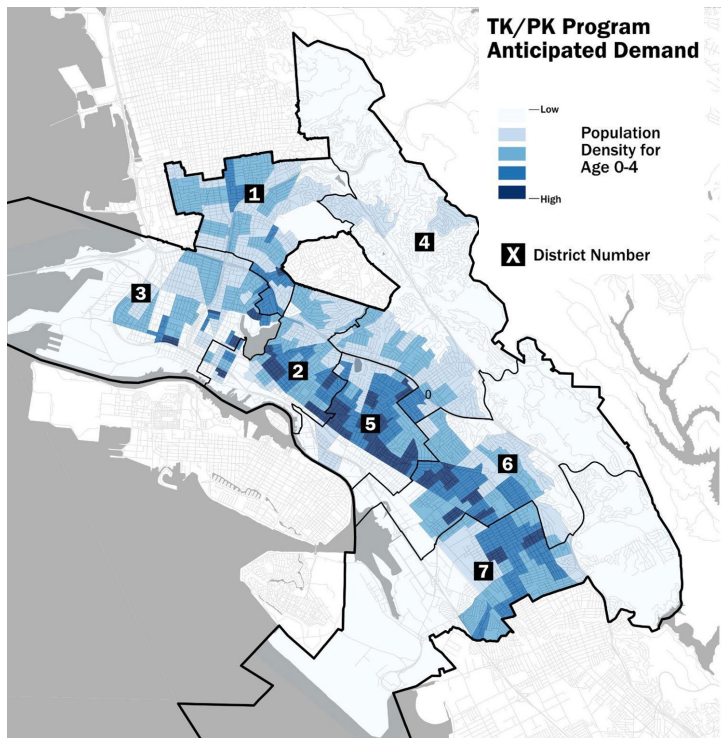 TK/PK Program
Anticipated Demand
Low
Population
Density for
Age 0-4
High
X District Number
1
4
3
2
0
5
6
7